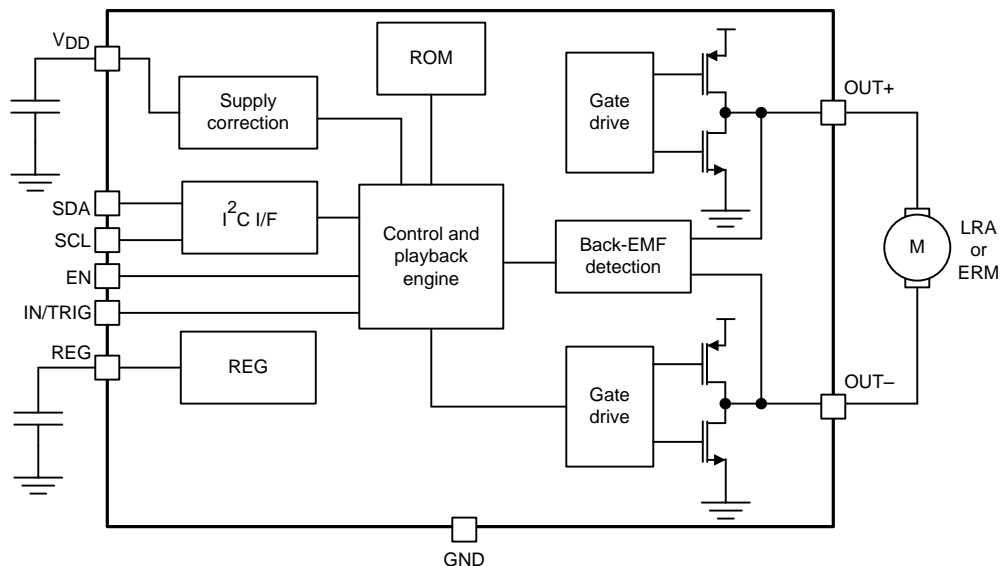 VDD
ROM
Supply
correction
Gate
drive
OUT+
SDA
SCL
I2C I/F
Control and
playback
engine
Back-EMF
detection
M
LRA
or
ERM
EN
IN/TRIG
REG
REG
Gate
drive
OUT–
GND